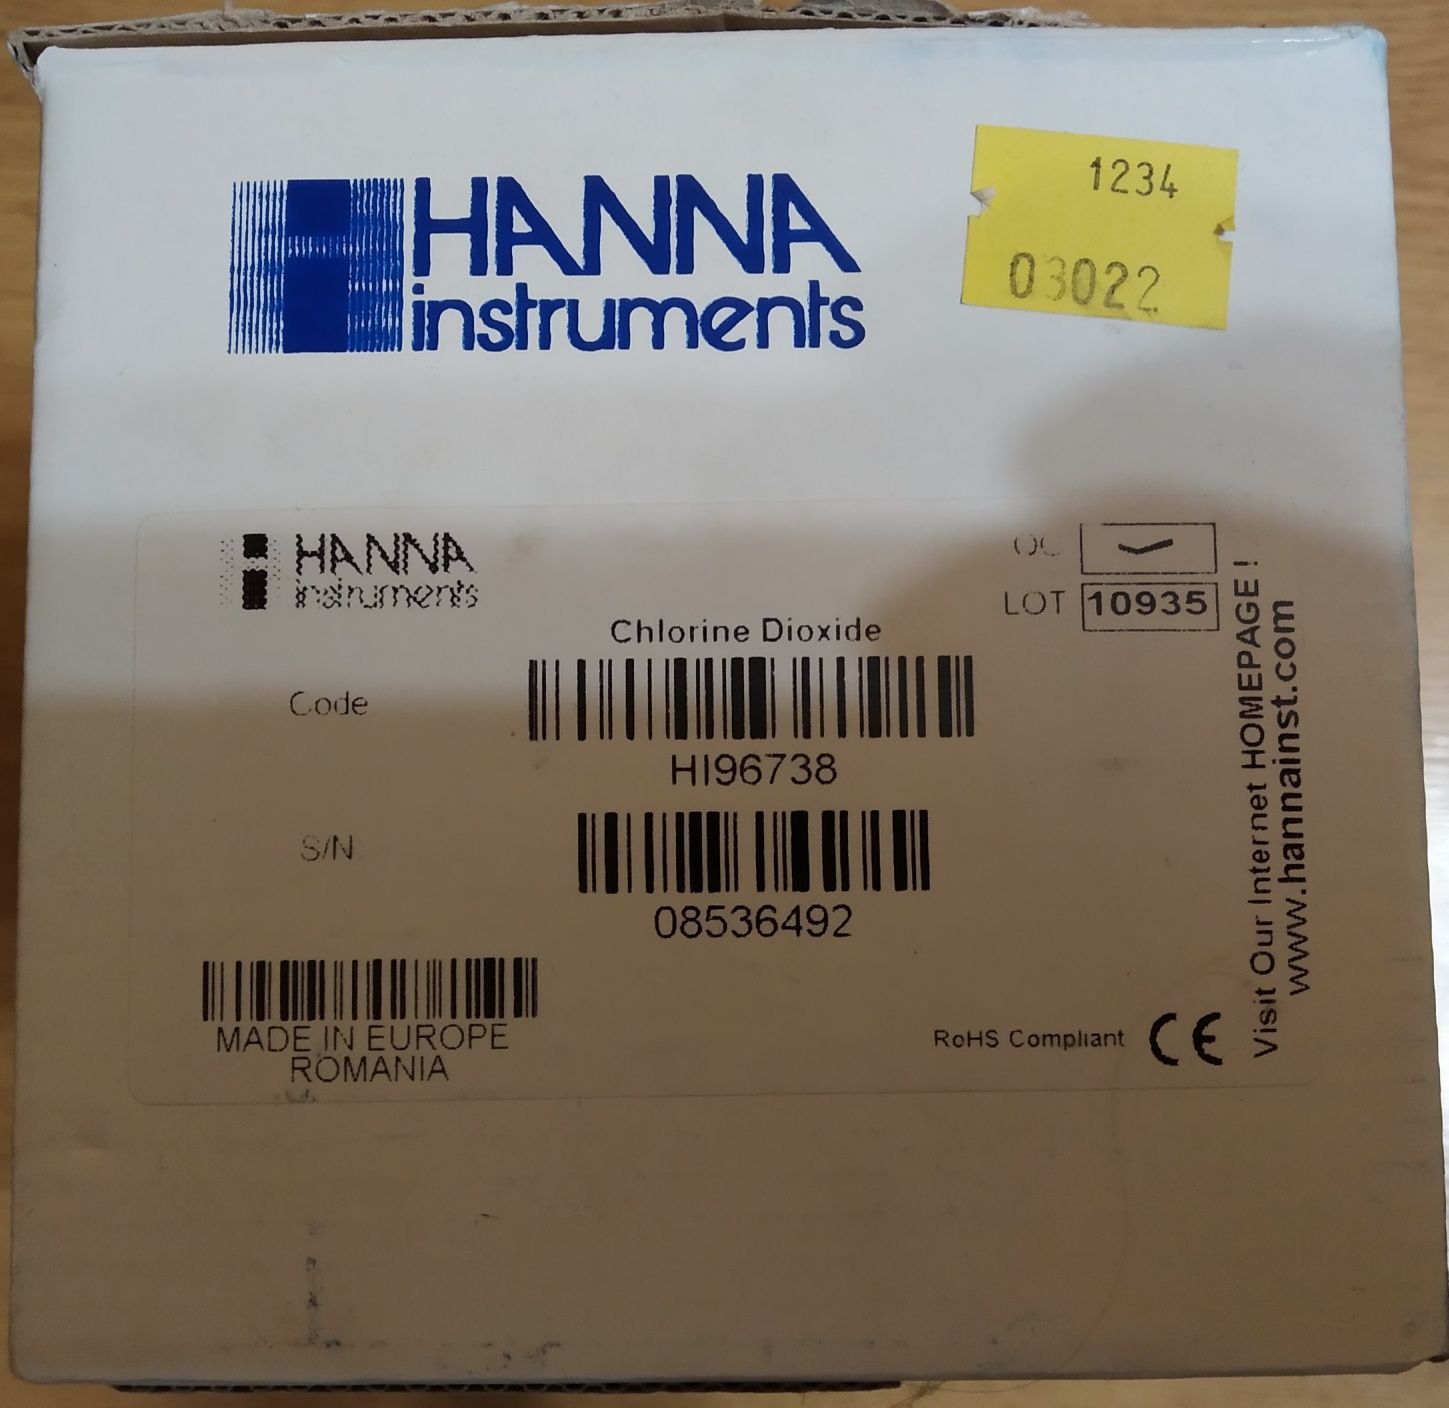 HANNA
instruments
1234
03022
HANNA
instruments
QC
LOT 10935
Chlorine Dioxide
Code
HI96738
S/N
08536492
MADE IN EUROPE
ROMANIA
RoHS Compliant CE
Visit Our Internet HOMEPAGE !
www.hannainst.com